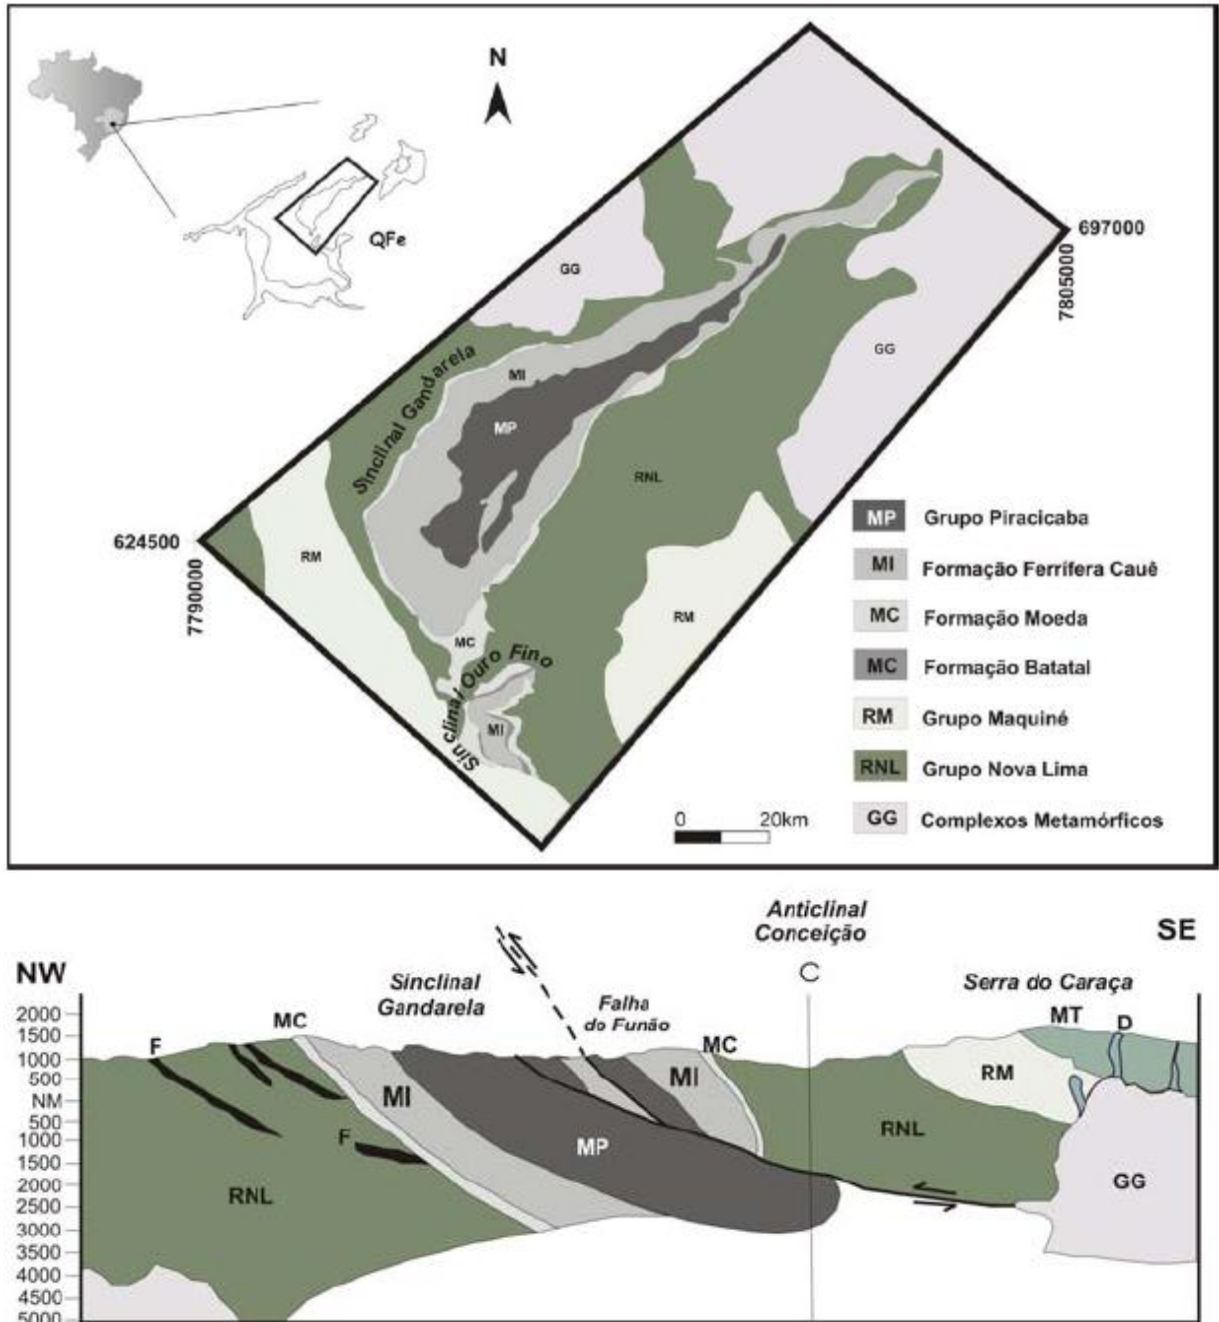 N
QFe
697000
7805000
GG
GG
Sinclinal Gandarela
MI
MP
RNL
624500
7790000
RM
RM
MC
Sinclinal Ouro Fino
MI
MP Grupo Piracicaba
MI Formação Ferrífera Cauê
MC Formação Moeda
MC Formação Batatal
RM Grupo Maquiné
RNL Grupo Nova Lima
GG Complexos Metamórficos
0 20km
Anticlinal
Conceição
SE
NW
Sinclinal
Gandarela
C
Serra do Caraça
Falha
do Funão
MT
D
MC
F
MC
2000
1500
1000
500
NM
500
1000
1500
2000
2500
3000
3500
4000
4500
5000
MI
MI
RM
MP
RNL
F
RNL
GG